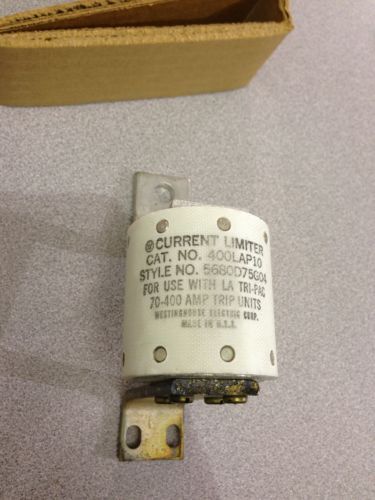 CURRENT LIMITER
CAT. NO. 400LAP10
STYLE NO. 5680D75G04
FOR USE WITH LA TRI-PAC
70-400 AMP TRIP UNITS
WESTINGHOUSE ELECTRIC CORP.
MADE IN U.S.A.